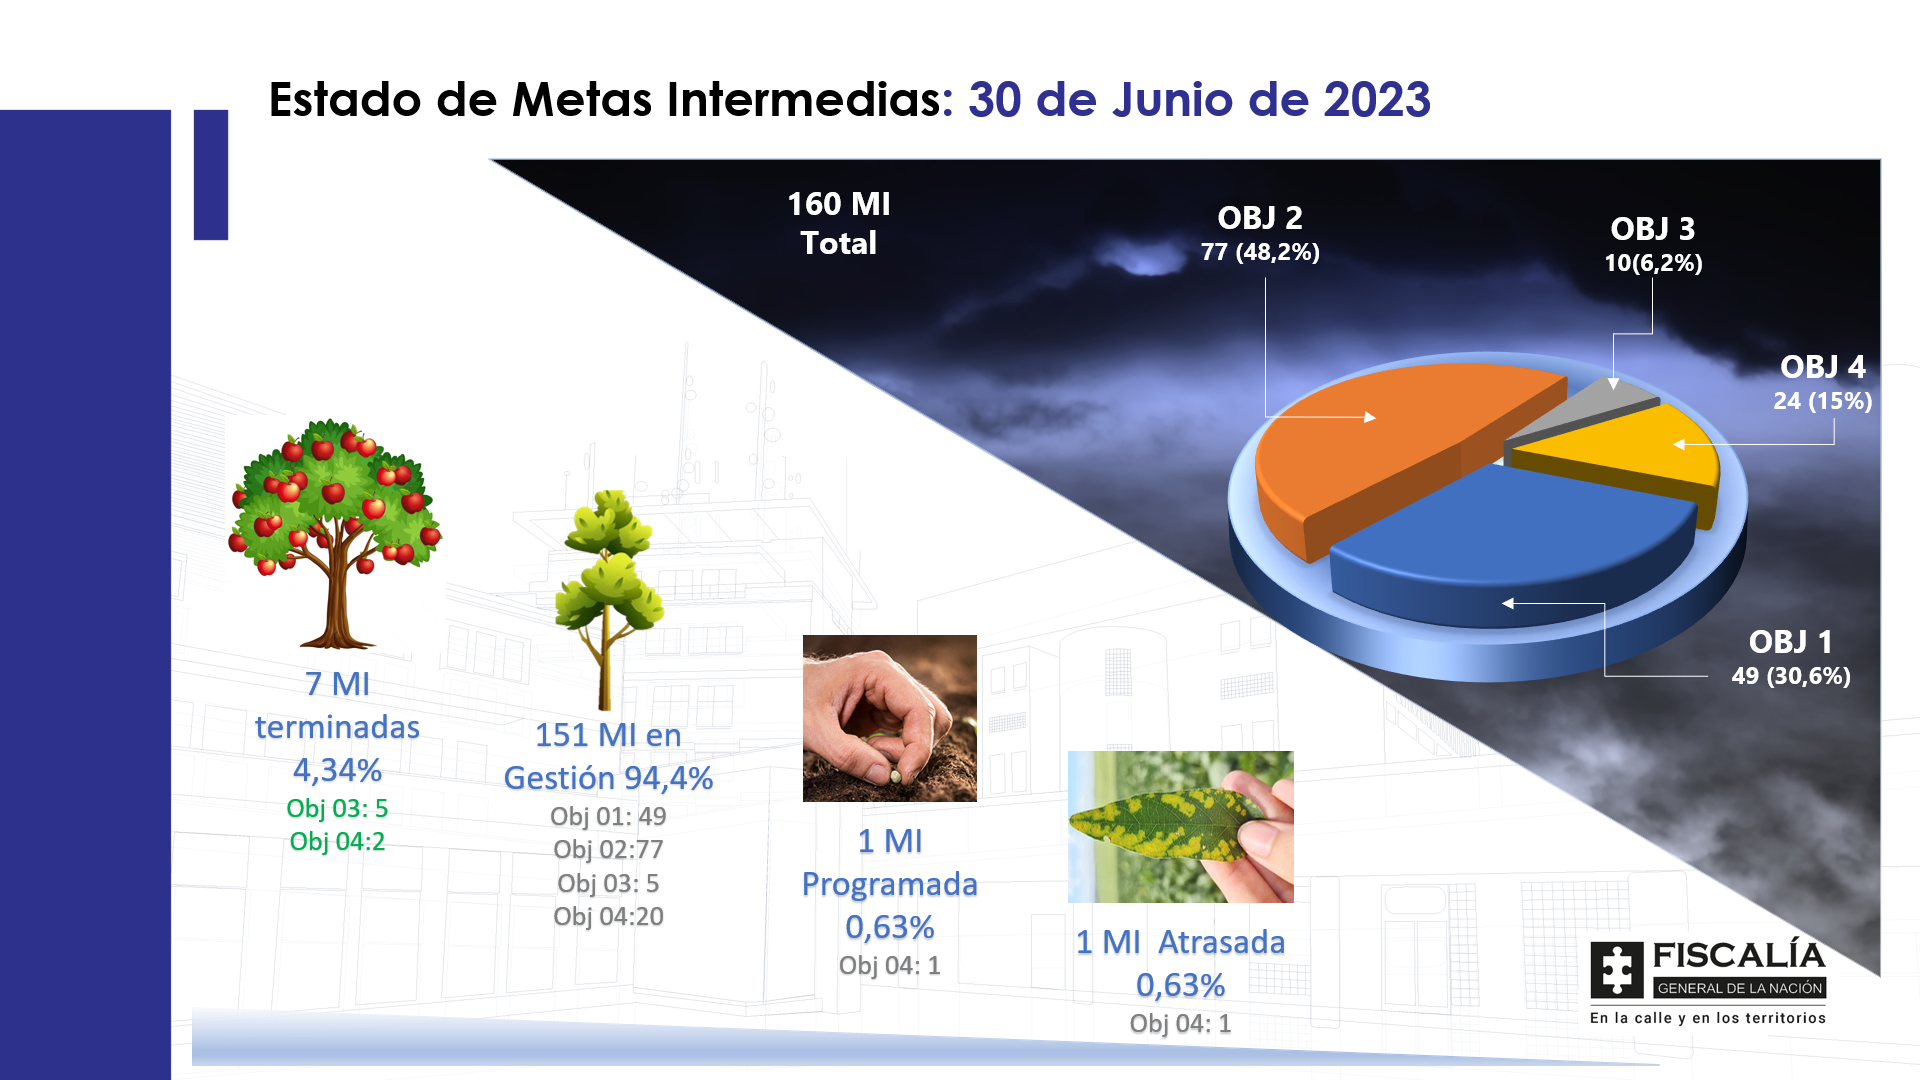 Estado de Metas Intermedias: 30 de Junio de 2023
160 MI
Total
OBJ 2
77 (48,2%)
OBJ 3
10(6,2%)
OBJ 4
24 (15%)
OBJ 1
49 (30,6%)
7 MI
terminadas
4,34%
Obj 03: 5
Obj 04:2
151 MI en
Gestión 94,4%
Obj 01: 49
Obj 02:77
Obj 03: 5
Obj 04:20
1 MI
Programada
0,63%
Obj 04: 1
1 MI  Atrasada
0,63%
Obj 04: 1
FISCALÍA
GENERAL DE LA NACIÓN
En la calle y en los territorios